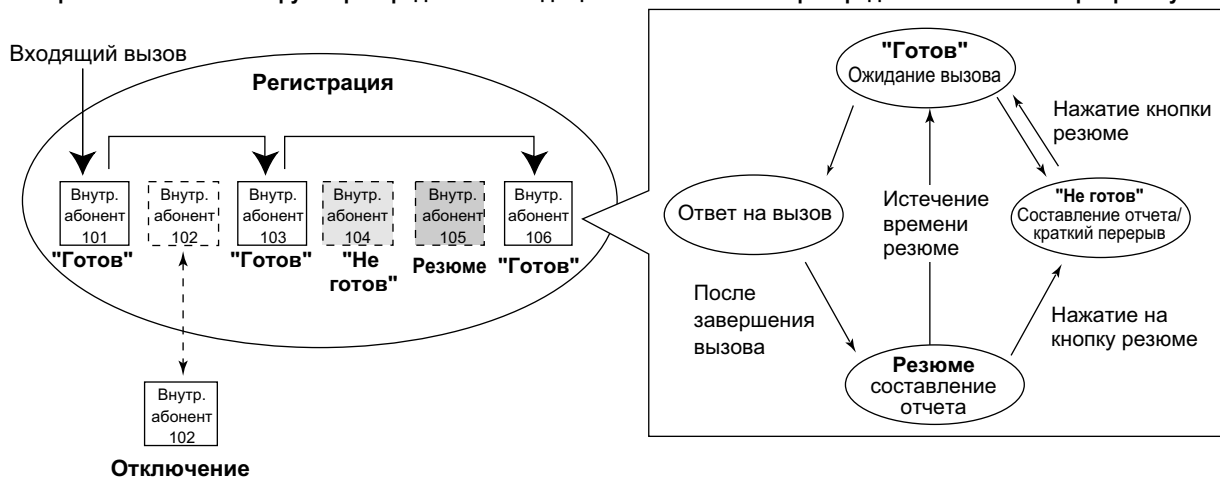 Входящий вызов
Регистрация
Внутр.
абонент
101
"Готов"
Внутр.
абонент
102
Внутр.
абонент
103
"Готов"
Внутр.
абонент
104
"Не
готов"
Внутр.
абонент
105
Резюме
Внутр.
абонент
106
"Готов"
Внутр.
абонент
102
Отключение
"Готов"
Ожидание вызова
Нажатие кнопки
резюме
Ответ на вызов
Истечение
времени
резюме
"Не готов"
Составление отчета/
краткий перерыв
После
завершения
вызова
Нажатие на
кнопку резюме
Резюме
составление
отчета